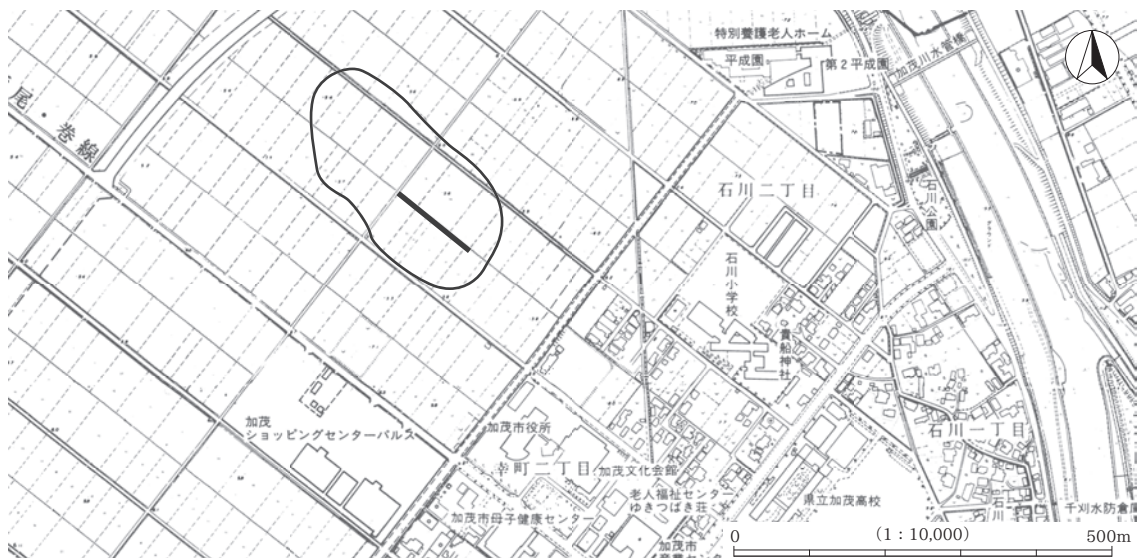 特別養護老人ホーム
平成園
第２平成園
加茂川水管橋
尾・巻線
石川二丁目
石川公園
石川小学校
貴船神社
加茂
ショッピングセンターパルス
加茂市役所
幸町二丁目
加茂文化会館
石川一丁目
老人福祉センター
ゆきつばき荘
県立加茂高校
千刈水防倉庫
加茂市母子健康センター
加茂市
石川
0
(1：10,000)
500m